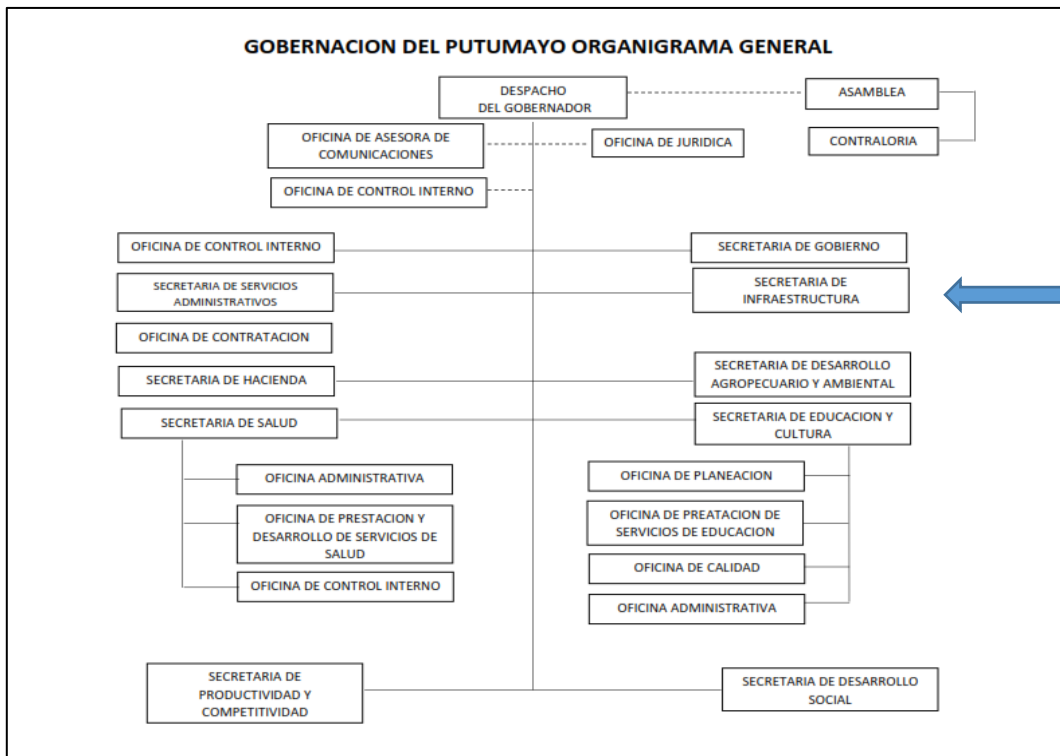 GOBERNACION DEL PUTUMAYO ORGANIGRAMA GENERAL
DESPACHO
DEL GOBERNADOR
ASAMBLEA
OFICINA DE ASESORA DE
COMUNICACIONES
OFICINA DE JURIDICA
CONTRALORIA
OFICINA DE CONTROL INTERNO
OFICINA DE CONTROL INTERNO
SECRETARIA DE GOBIERNO
SECRETARIA DE SERVICIOS
ADMINISTRATIVOS
SECRETARIA DE
INFRAESTRUCTURA
OFICINA DE CONTRATACION
SECRETARIA DE HACIENDA
SECRETARIA DE DESARROLLO
AGROPECUARIO Y AMBIENTAL
SECRETARIA DE SALUD
SECRETARIA DE EDUCACION Y
CULTURA
OFICINA ADMINISTRATIVA
OFICINA DE PLANEACION
OFICINA DE PRESTACION Y
DESARROLLO DE SERVICIOS DE
SALUD
OFICINA DE PREATACION DE
SERVICIOS DE EDUCACION
OFICINA DE CONTROL INTERNO
OFICINA DE CALIDAD
OFICINA ADMINISTRATIVA
SECRETARIA DE
PRODUCTIVIDAD Y
COMPETITIVIDAD
SECRETARIA DE DESARROLLO
SOCIAL